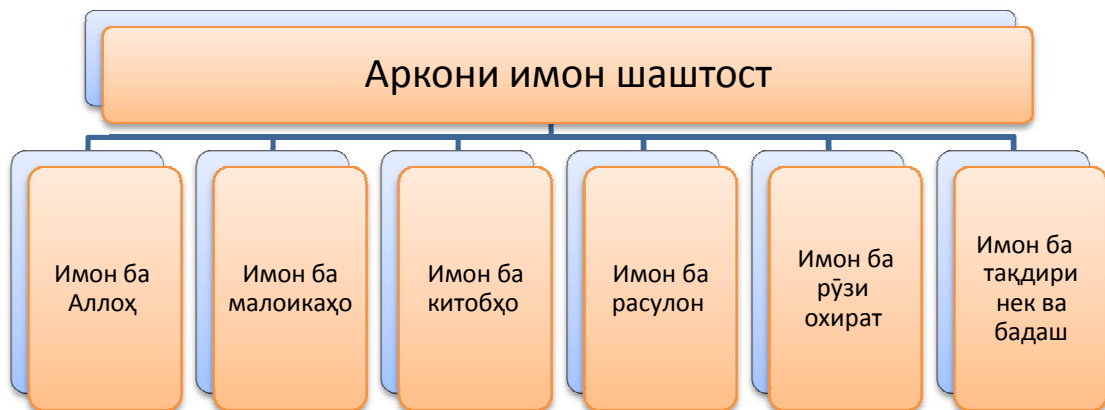 Аркони имон шаштост
Имон ба
Аллоҳ
Имон ба
малоикаҳо
Имон ба
китобҳо
Имон ба
расулон
Имон ба
рӯзи
охират
Имон ба
тақдири
нек ва
бадаш